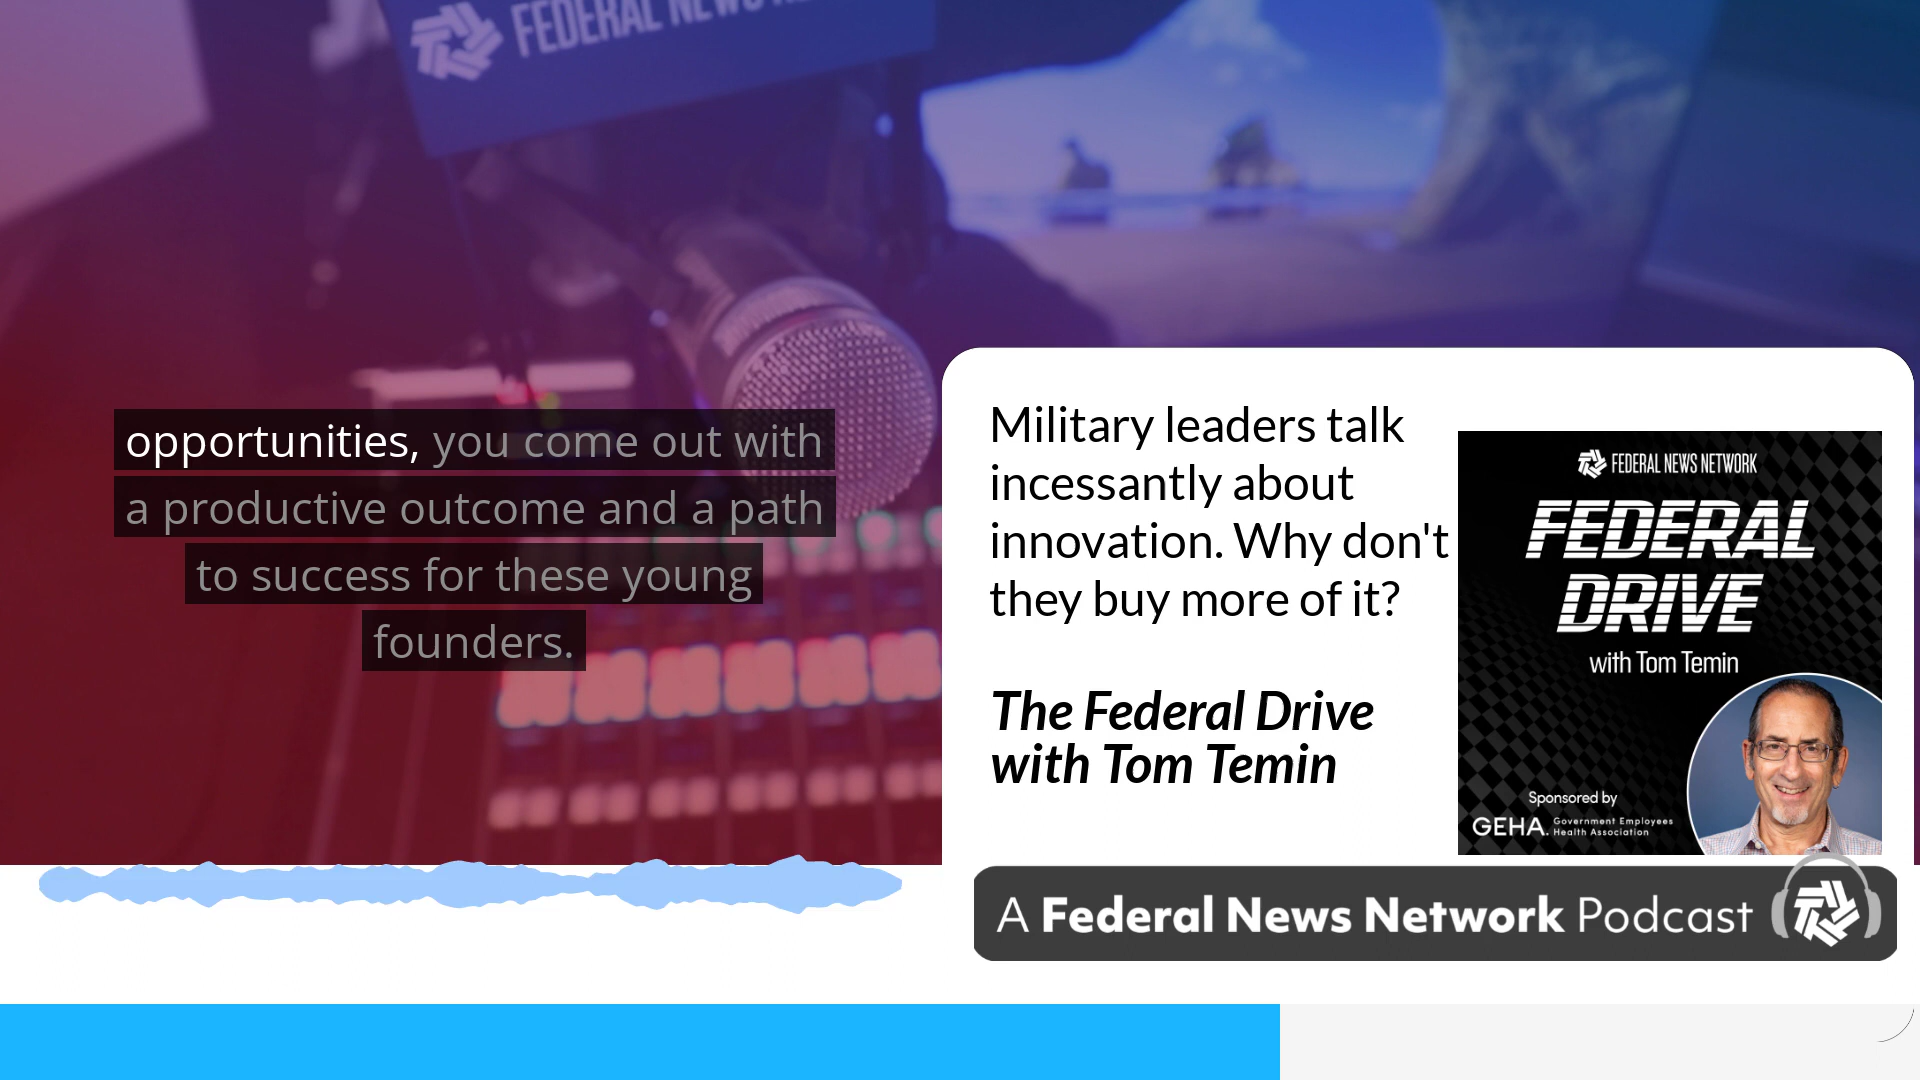 FEDERAL NEWS
opportunities, you come out with
a productive outcome and a path
to success for these young
founders.
Military leaders talk
incessantly about
innovation. Why don't
they buy more of it?
The Federal Drive
with Tom Temin
FEDERAL NEWS NETWORK
FEDERAL
DRIVE
with Tom Temin
Sponsored by
GEHA. Government Employees
Health Association
A Federal News Network Podcast